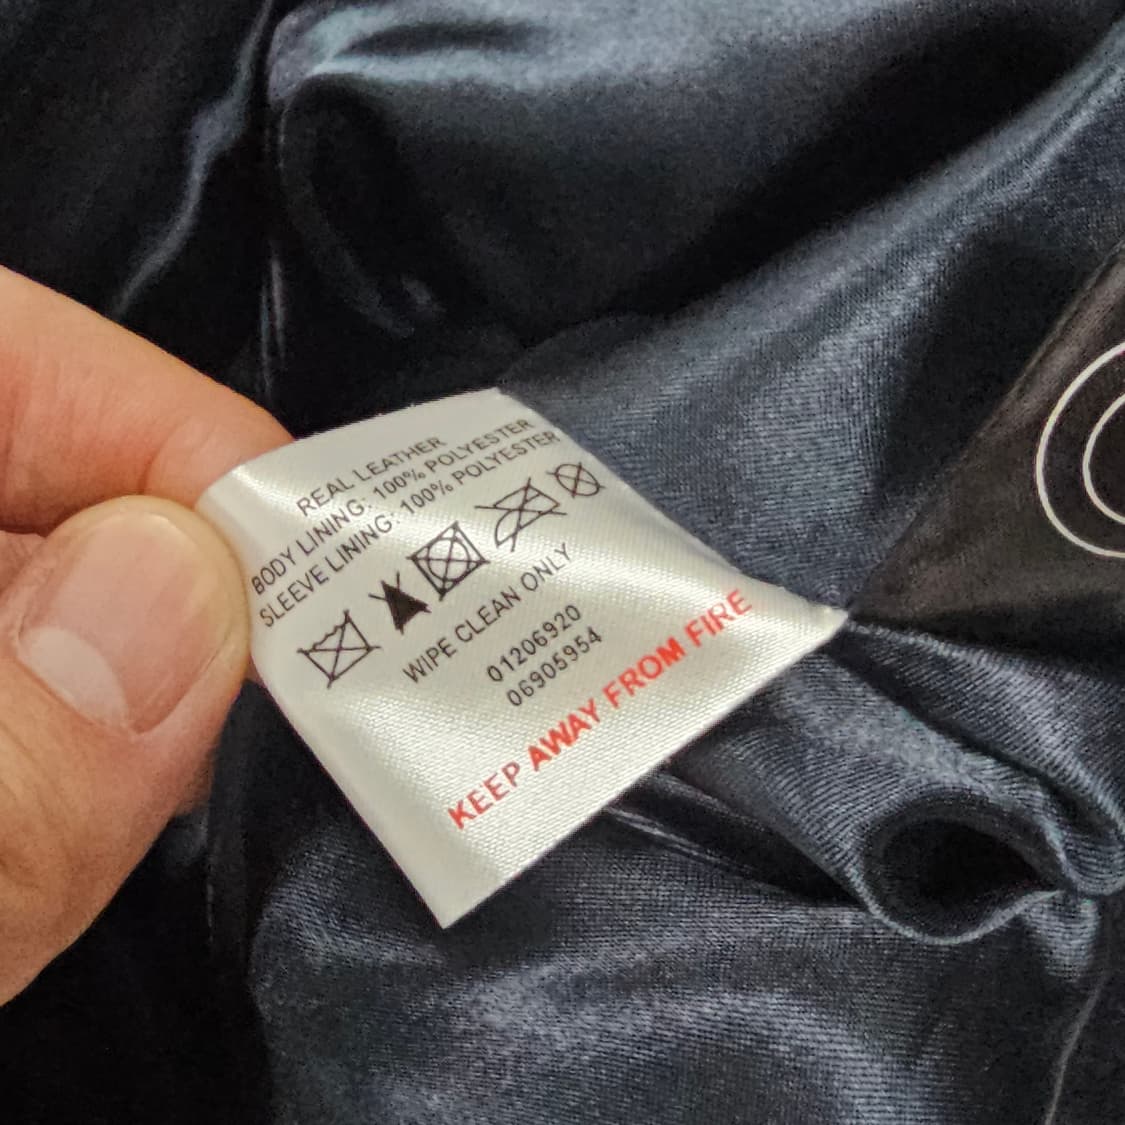 REAL LEATHER
BODY LINING: 100% POLYESTER
SLEEVE LINING: 100% POLYESTER
WIPE CLEAN ONLY
01206920
06905954
KEEP AWAY FROM FIRE